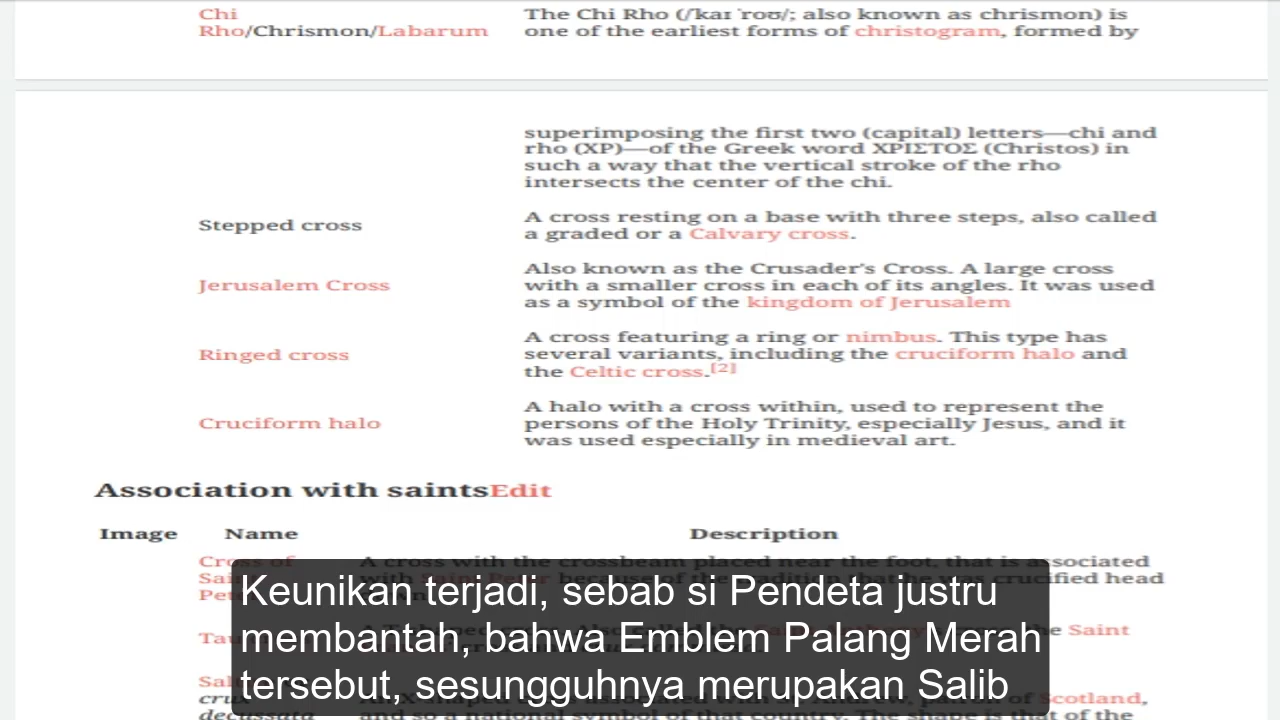 Chi
Rho/Chrismon/Labarum
The Chi Rho (/kaɪ ˈroʊ/; also known as chrismon) is
one of the earliest forms of christogram, formed by
superimposing the first two (capital) letters—chi and
rho (ΧΡ)—of the Greek word ΧΡΙΣΤΟΣ (Christos) in
such a way that the vertical stroke of the rho
intersects the center of the chi.
Stepped cross
A cross resting on a base with three steps, also called
a graded or a Calvary cross.
Jerusalem Cross
Also known as the Crusader's Cross. A large cross
with a smaller cross in each of its angles. It was used
as a symbol of the kingdom of Jerusalem
Ringed cross
A cross featuring a ring or nimbus. This type has
several variants, including the cruciform halo and
the Celtic cross.[2]
Cruciform halo
A halo with a cross within, used to represent the
persons of the Holy Trinity, especially Jesus, and it
was used especially in medieval art.
Association with saintsEdit
Image Name Description
Cross of
A cross with the crossbeam placed near the foot, that is associated
with Saint Peter because of the tradition that he was crucified head
the Saint
Scotland,
crux
decussata
and so a national symbol of that country. The shape is that of the
Keunikan terjadi, sebab si Pendeta justru
membantah, bahwa Emblem Palang Merah
tersebut, sesungguhnya merupakan Salib